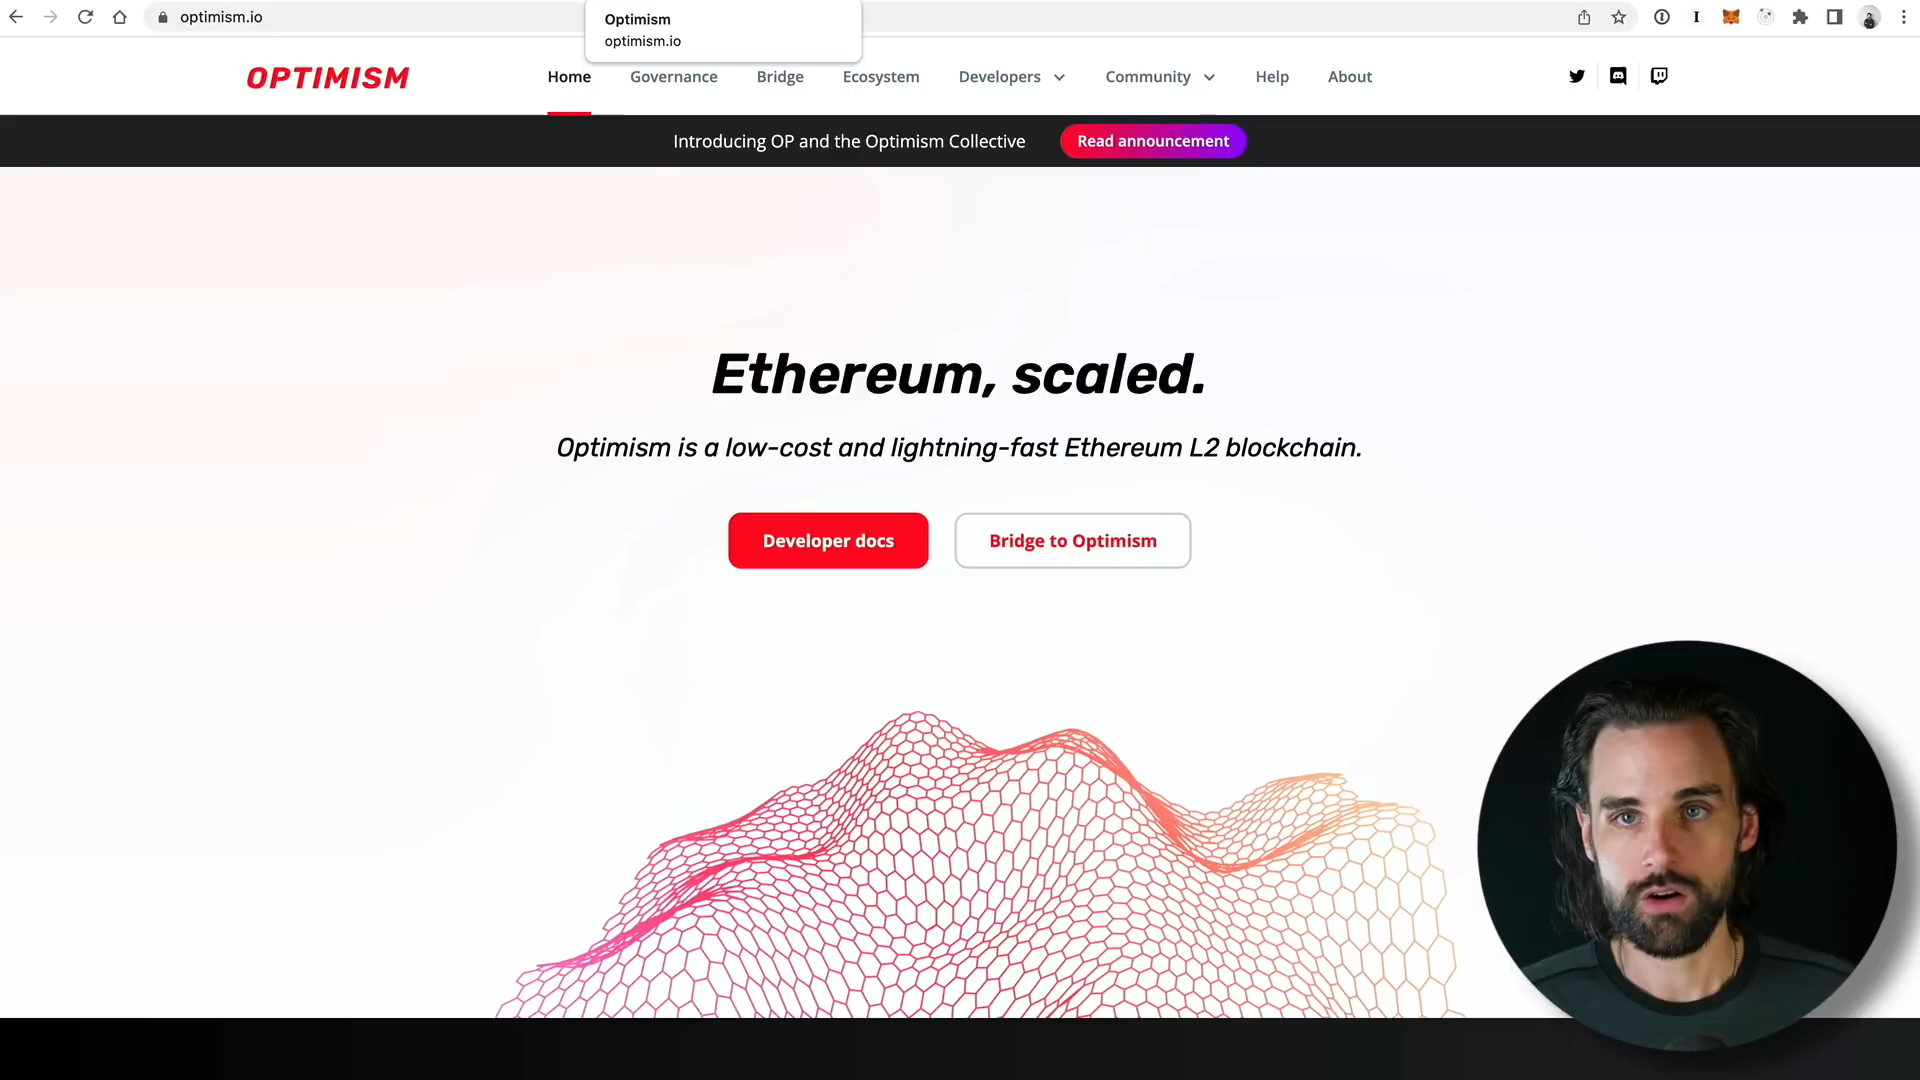 optimism.io
Optimism
optimism.io
OPTIMISM
Home
Governance
Bridge
Ecosystem
Developers
Community
Help
About
Introducing OP and the Optimism Collective
Read announcement
Ethereum, scaled.
Optimism is a low-cost and lightning-fast Ethereum L2 blockchain.
Developer docs
Bridge to Optimism